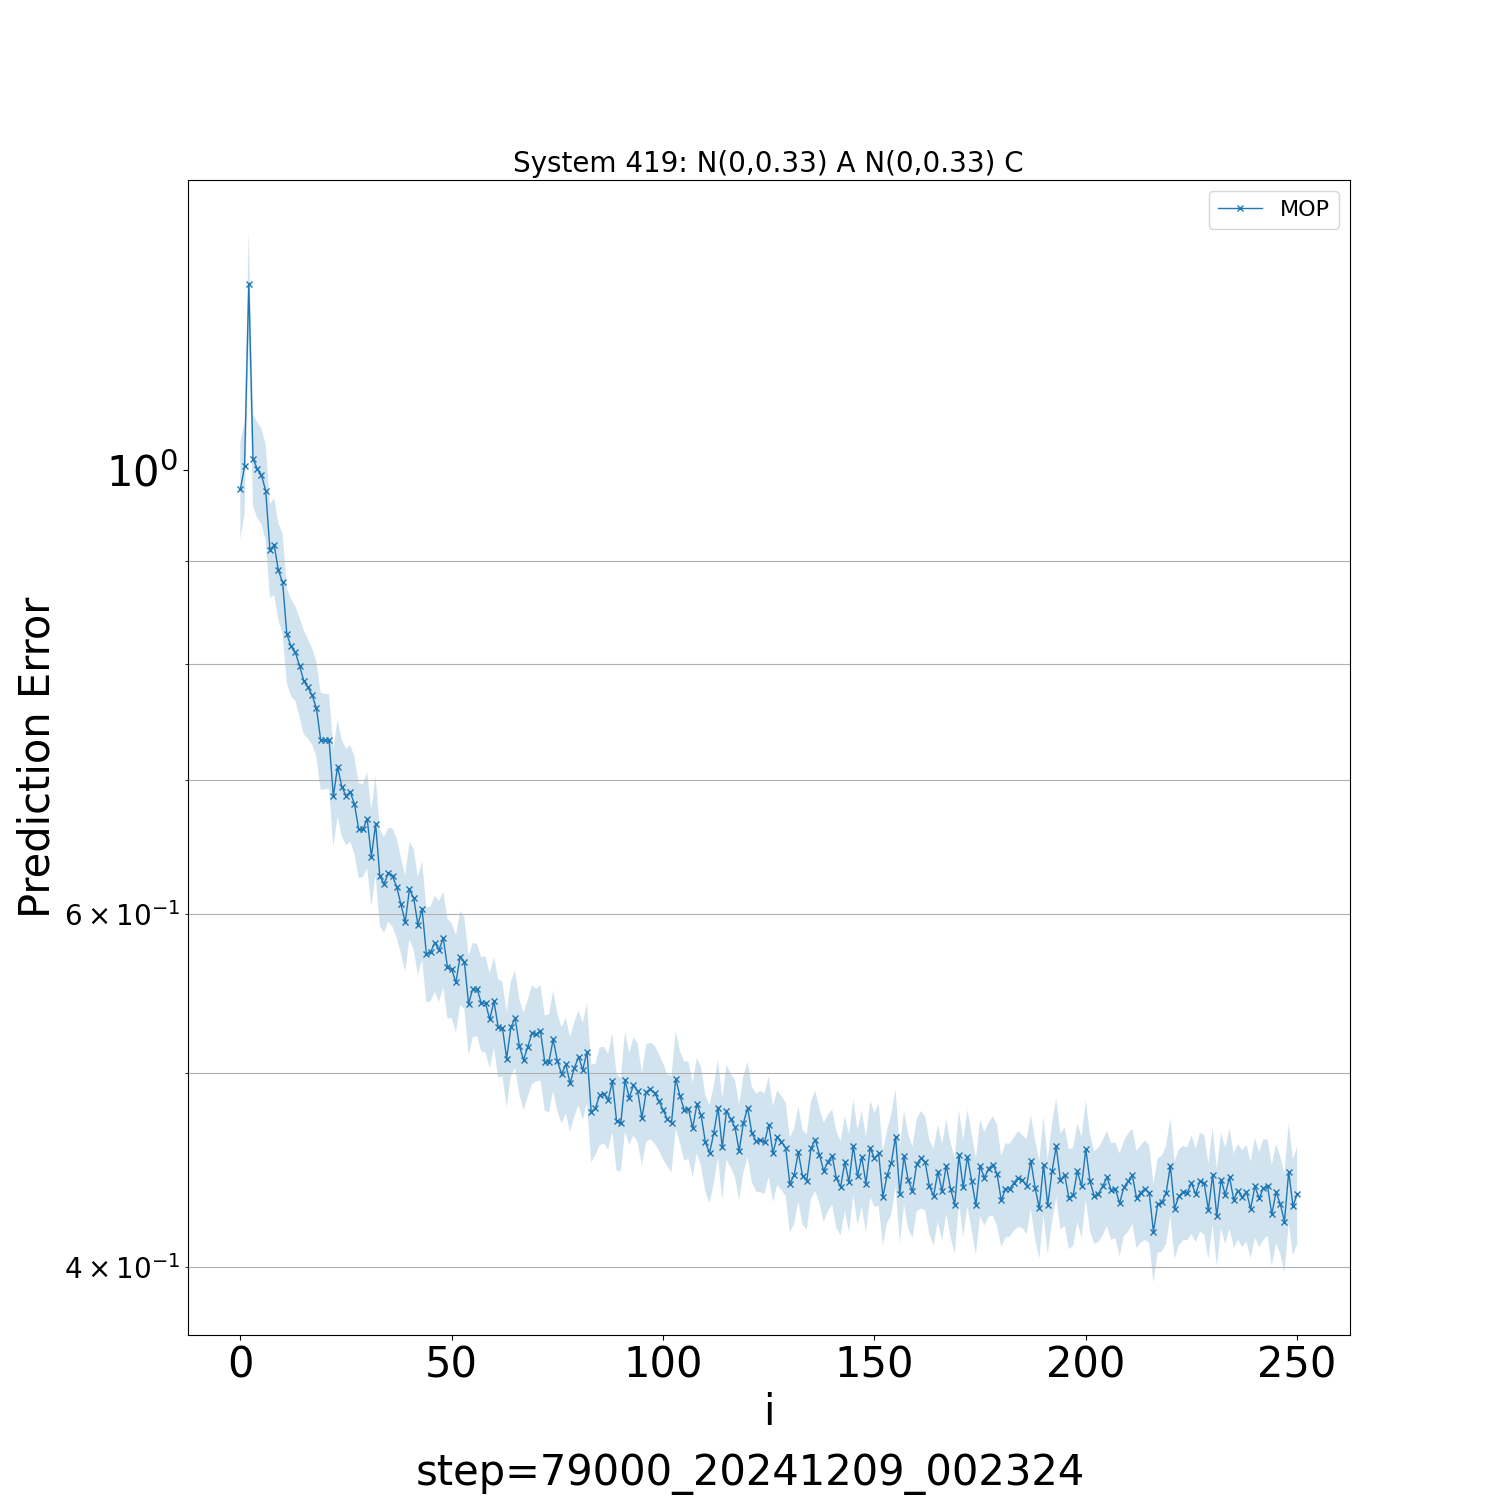 System 419: N(0,0.33) A N(0,0.33) C
MOP
Prediction Error
10⁰
6 × 10⁻¹
4 × 10⁻¹
0 50 100 150 200 250
i
step=79000_20241209_002324